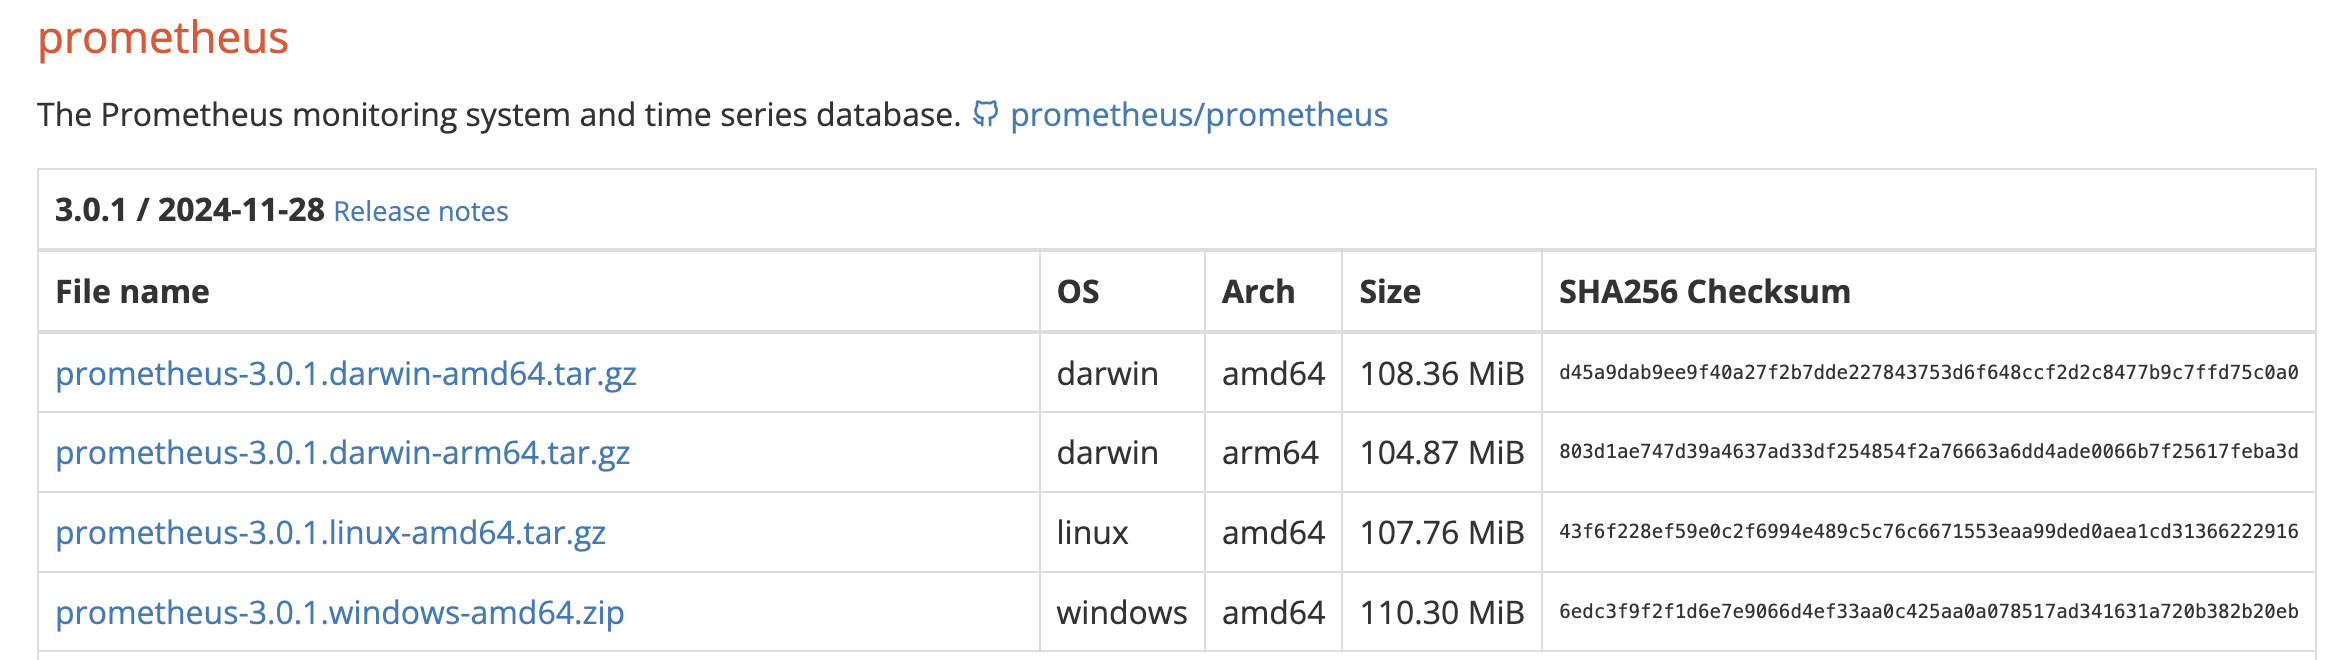 prometheus
The Prometheus monitoring system and time series database. prometheus/prometheus
3.0.1 / 2024-11-28 Release notes
File name OS Arch Size SHA256 Checksum
prometheus-3.0.1.darwin-amd64.tar.gz darwin amd64 108.36 MiB d45a9dab9ee9f40a27f2b7dde227843753d6f648ccf2d2c8477b9c7ffd75c0a0
prometheus-3.0.1.darwin-arm64.tar.gz darwin arm64 104.87 MiB 803d1ae747d39a4637ad33df254854f2a76663a6dd4ade0066b7f25617feba3d
prometheus-3.0.1.linux-amd64.tar.gz linux amd64 107.76 MiB 43f6f228ef59e0c2f6994e489c5c76c6671553eaa99ded0aea1cd31366222916
prometheus-3.0.1.windows-amd64.zip windows amd64 110.30 MiB 6edc3f9f2f1d6e7e9066d4ef33aa0c425aa0a078517ad341631a720b382b20eb